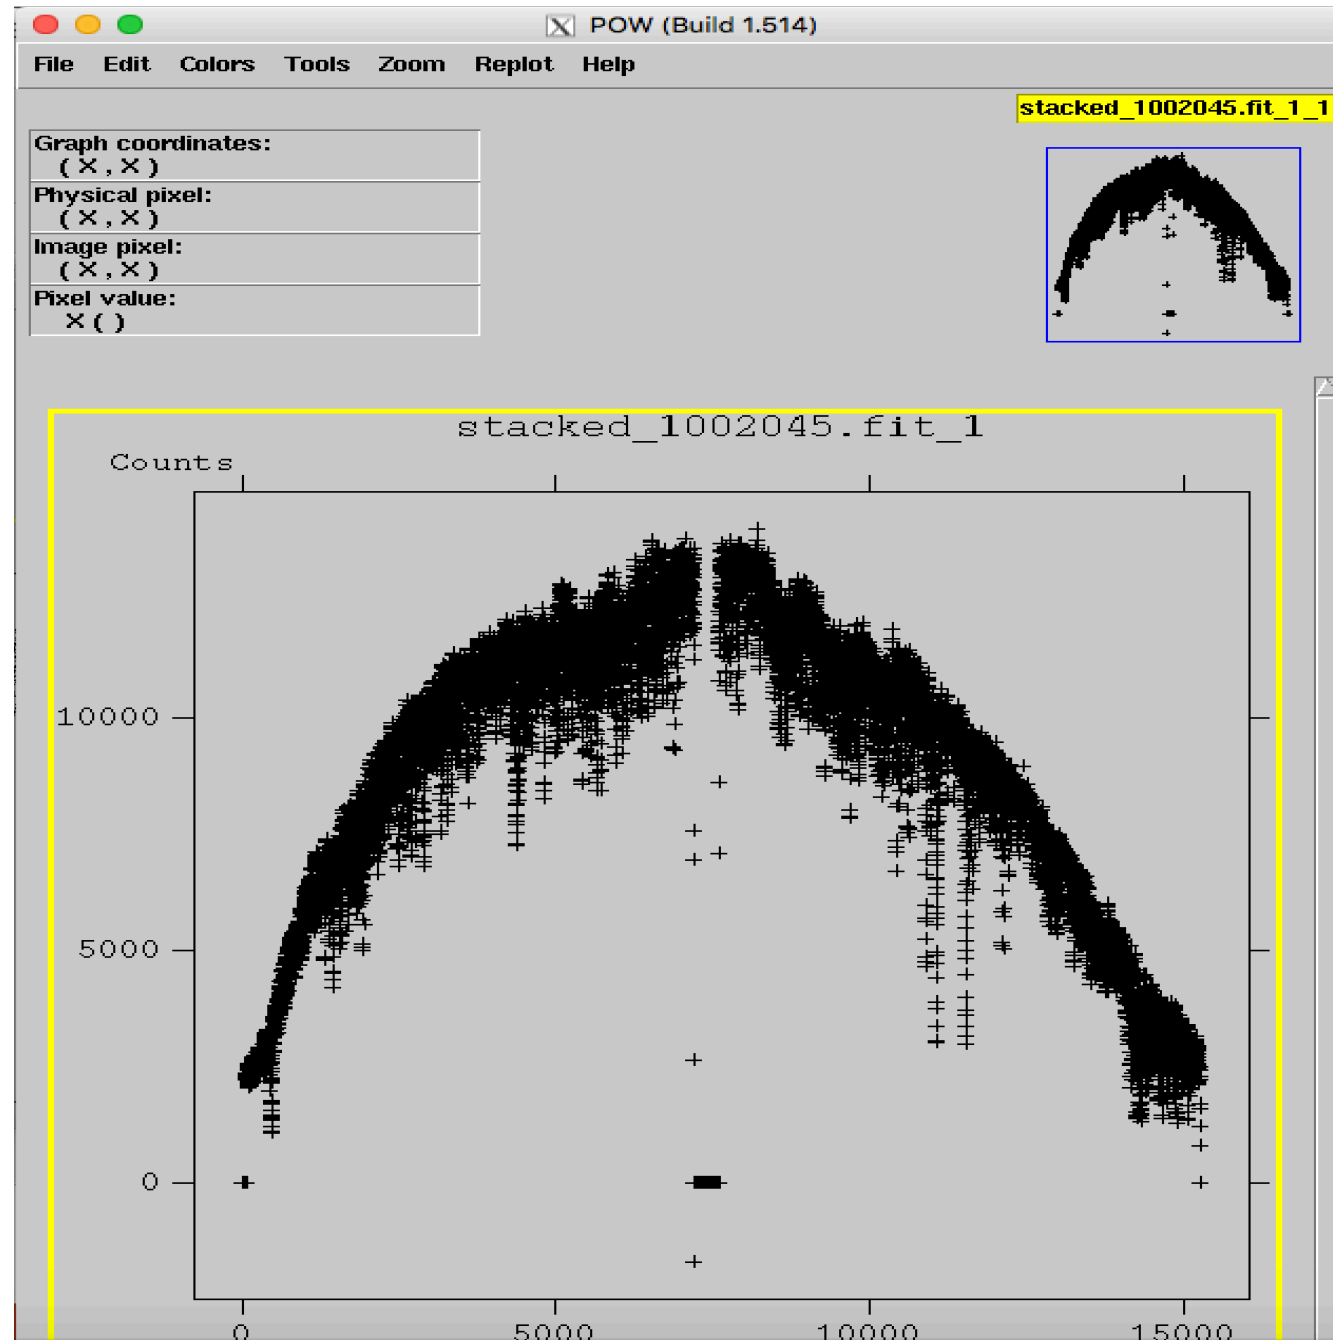 POW (Build 1.514)
File Edit Colors Tools Zoom Replot Help
stacked_1002045.fit_1_1
Graph coordinates:
(X,X)
Physical pixel:
(X,X)
Image pixel:
(X,X)
Pixel value:
X()
stacked_1002045.fit_1
Counts
10000
5000
0
0 5000 10000 15000